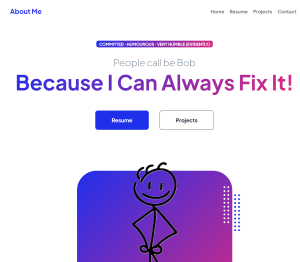 About Me
Home Resume Projects Contact
COMMITTED · HUMOUROUS · VERY HUMBLE (EVIDENTLY)
People call be Bob
Because I Can Always Fix It!
Resume Projects